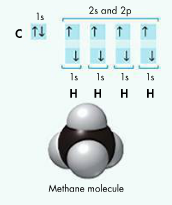 1s 2s and 2p
C ↑↓ ↑ ↑ ↑ ↑
↓ ↓ ↓ ↓
1s 1s 1s 1s
H H H H
Methane molecule